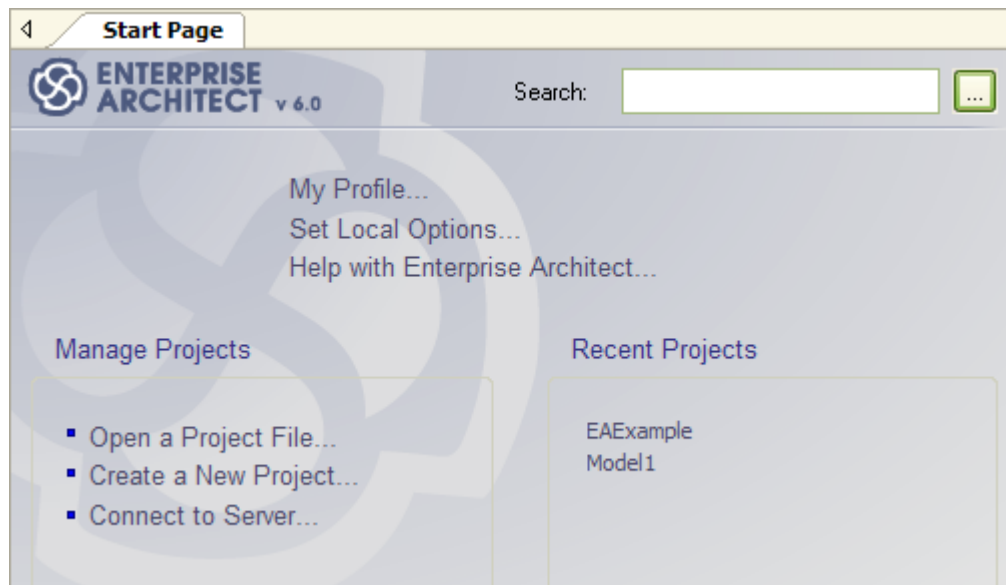 Start Page
ENTERPRISE
ARCHITECT v 6.0
Search:
...
My Profile...
Set Local Options...
Help with Enterprise Architect...
Manage Projects
Open a Project File...
Create a New Project...
Connect to Server...
Recent Projects
EAExample
Model1